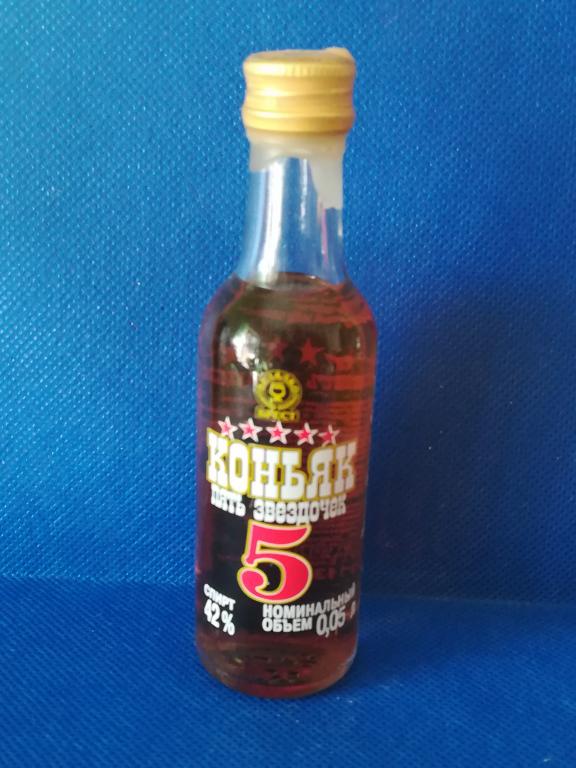 КОНЬЯК
ПЯТЬ ЗВЕЗДОЧЕК
5
СПИРТ
42%
НОМИНАЛЬНЫЙ
ОБЪЕМ 0,05 л